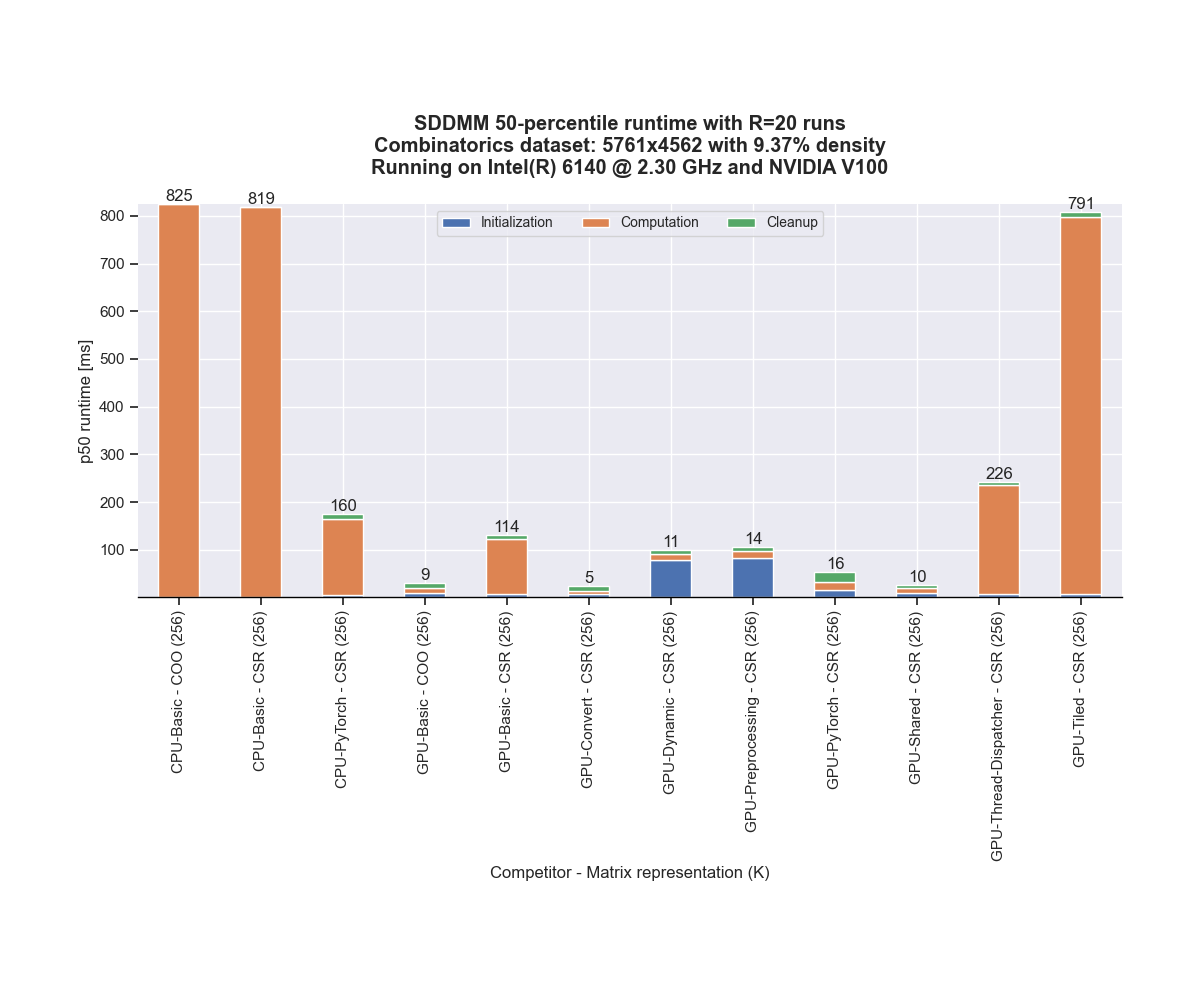 SDDMM 50-percentile runtime with R=20 runs
Combinatorics dataset: 5761x4562 with 9.37% density
Running on Intel(R) 6140 @ 2.30 GHz and NVIDIA V100
825
819
160
9
114
5
11
14
16
10
226
791
Initialization
Computation
Cleanup
p50 runtime [ms]
800
700
600
500
400
300
200
100
CPU-Basic - COO (256)
CPU-Basic - CSR (256)
CPU-PyTorch - CSR (256)
GPU-Basic - COO (256)
GPU-Basic - CSR (256)
GPU-Convert - CSR (256)
GPU-Dynamic - CSR (256)
GPU-Preprocessing - CSR (256)
GPU-PyTorch - CSR (256)
GPU-Shared - CSR (256)
GPU-Thread-Dispatcher - CSR (256)
GPU-Tiled - CSR (256)
Competitor - Matrix representation (K)